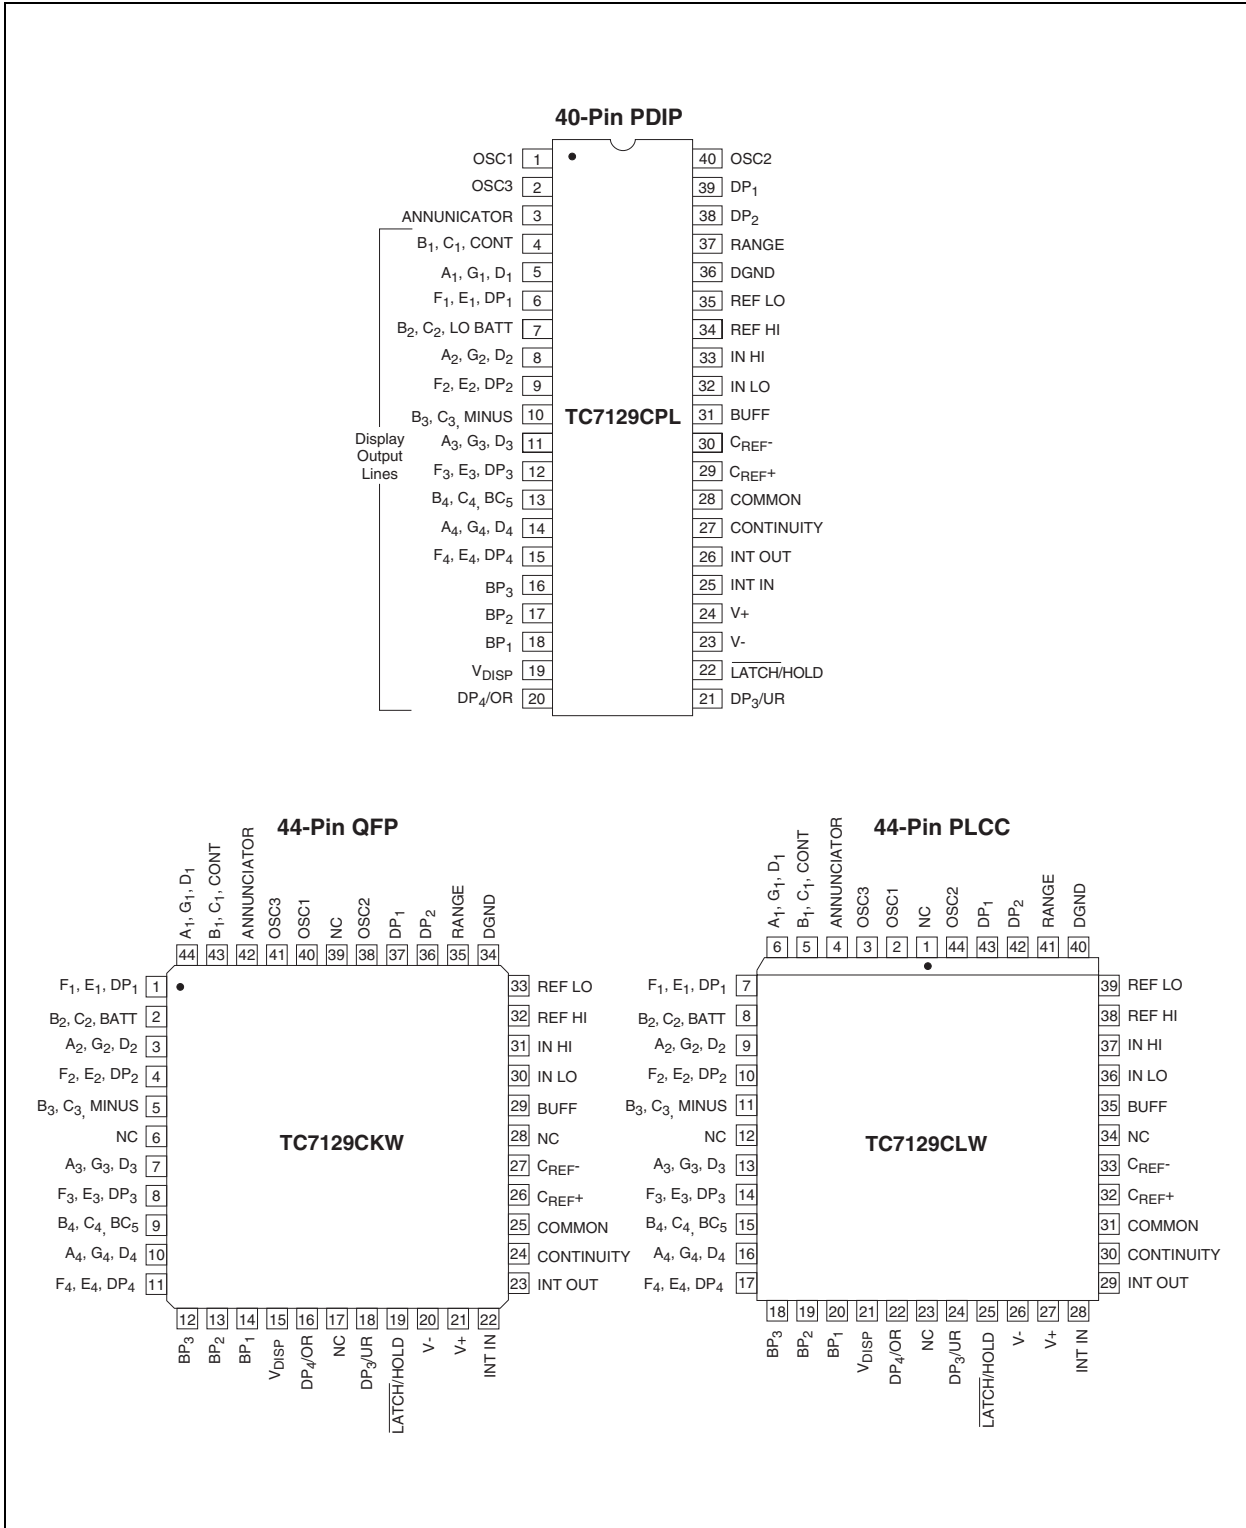 40-Pin PDIP
OSC1 1
OSC3 2
ANNUNICATOR 3
B1, C1, CONT 4
A1, G1, D1 5
F1, E1, DP1 6
B2, C2, LO BATT 7
A2, G2, D2 8
F2, E2, DP2 9
B3, C3, MINUS 10
A3, G3, D3 11
F3, E3, DP3 12
B4, C4, BC5 13
A4, G4, D4 14
F4, E4, DP4 15
BP3 16
BP2 17
BP1 18
VDISP 19
DP4/OR 20
Display
Output
Lines
TC7129CPL
40 OSC2
39 DP1
38 DP2
37 RANGE
36 DGND
35 REF LO
34 REF HI
33 IN HI
32 IN LO
31 BUFF
30 CREF-
29 CREF+
28 COMMON
27 CONTINUITY
26 INT OUT
25 INT IN
24 V+
23 V-
22 LATCH/HOLD
21 DP3/UR
44-Pin QFP
A1, G1, D1 44
B1, C1, CONT 43
ANNUNCIATOR 42
OSC3 41
OSC1 40
NC 39
OSC2 38
DP1 37
DP2 36
RANGE 35
DGND 34
F1, E1, DP1 1
B2, C2, BATT 2
A2, G2, D2 3
F2, E2, DP2 4
B3, C3, MINUS 5
NC 6
A3, G3, D3 7
F3, E3, DP3 8
B4, C4, BC5 9
A4, G4, D4 10
F4, E4, DP4 11
TC7129CKW
33 REF LO
32 REF HI
31 IN HI
30 IN LO
29 BUFF
28 NC
27 CREF-
26 CREF+
25 COMMON
24 CONTINUITY
23 INT OUT
12 BP3
13 BP2
14 BP1
15 VDISP
16 DP4/OR
17 NC
18 DP3/UR
19 LATCH/HOLD
20 V-
21 V+
22 INT IN
44-Pin PLCC
A1, G1, D1 6
B1, C1, CONT 5
ANNUNCIATOR 4
OSC3 3
OSC1 2
NC 1
OSC2 44
DP1 43
DP2 42
RANGE 41
DGND 40
F1, E1, DP1 7
B2, C2, BATT 8
A2, G2, D2 9
F2, E2, DP2 10
B3, C3, MINUS 11
NC 12
A3, G3, D3 13
F3, E3, DP3 14
B4, C4, BC5 15
A4, G4, D4 16
F4, E4, DP4 17
TC7129CLW
39 REF LO
38 REF HI
37 IN HI
36 IN LO
35 BUFF
34 NC
33 CREF-
32 CREF+
31 COMMON
30 CONTINUITY
29 INT OUT
18 BP3
19 BP2
20 BP1
21 VDISP
22 DP4/OR
23 NC
24 DP3/UR
25 LATCH/HOLD
26 V-
27 V+
28 INT IN